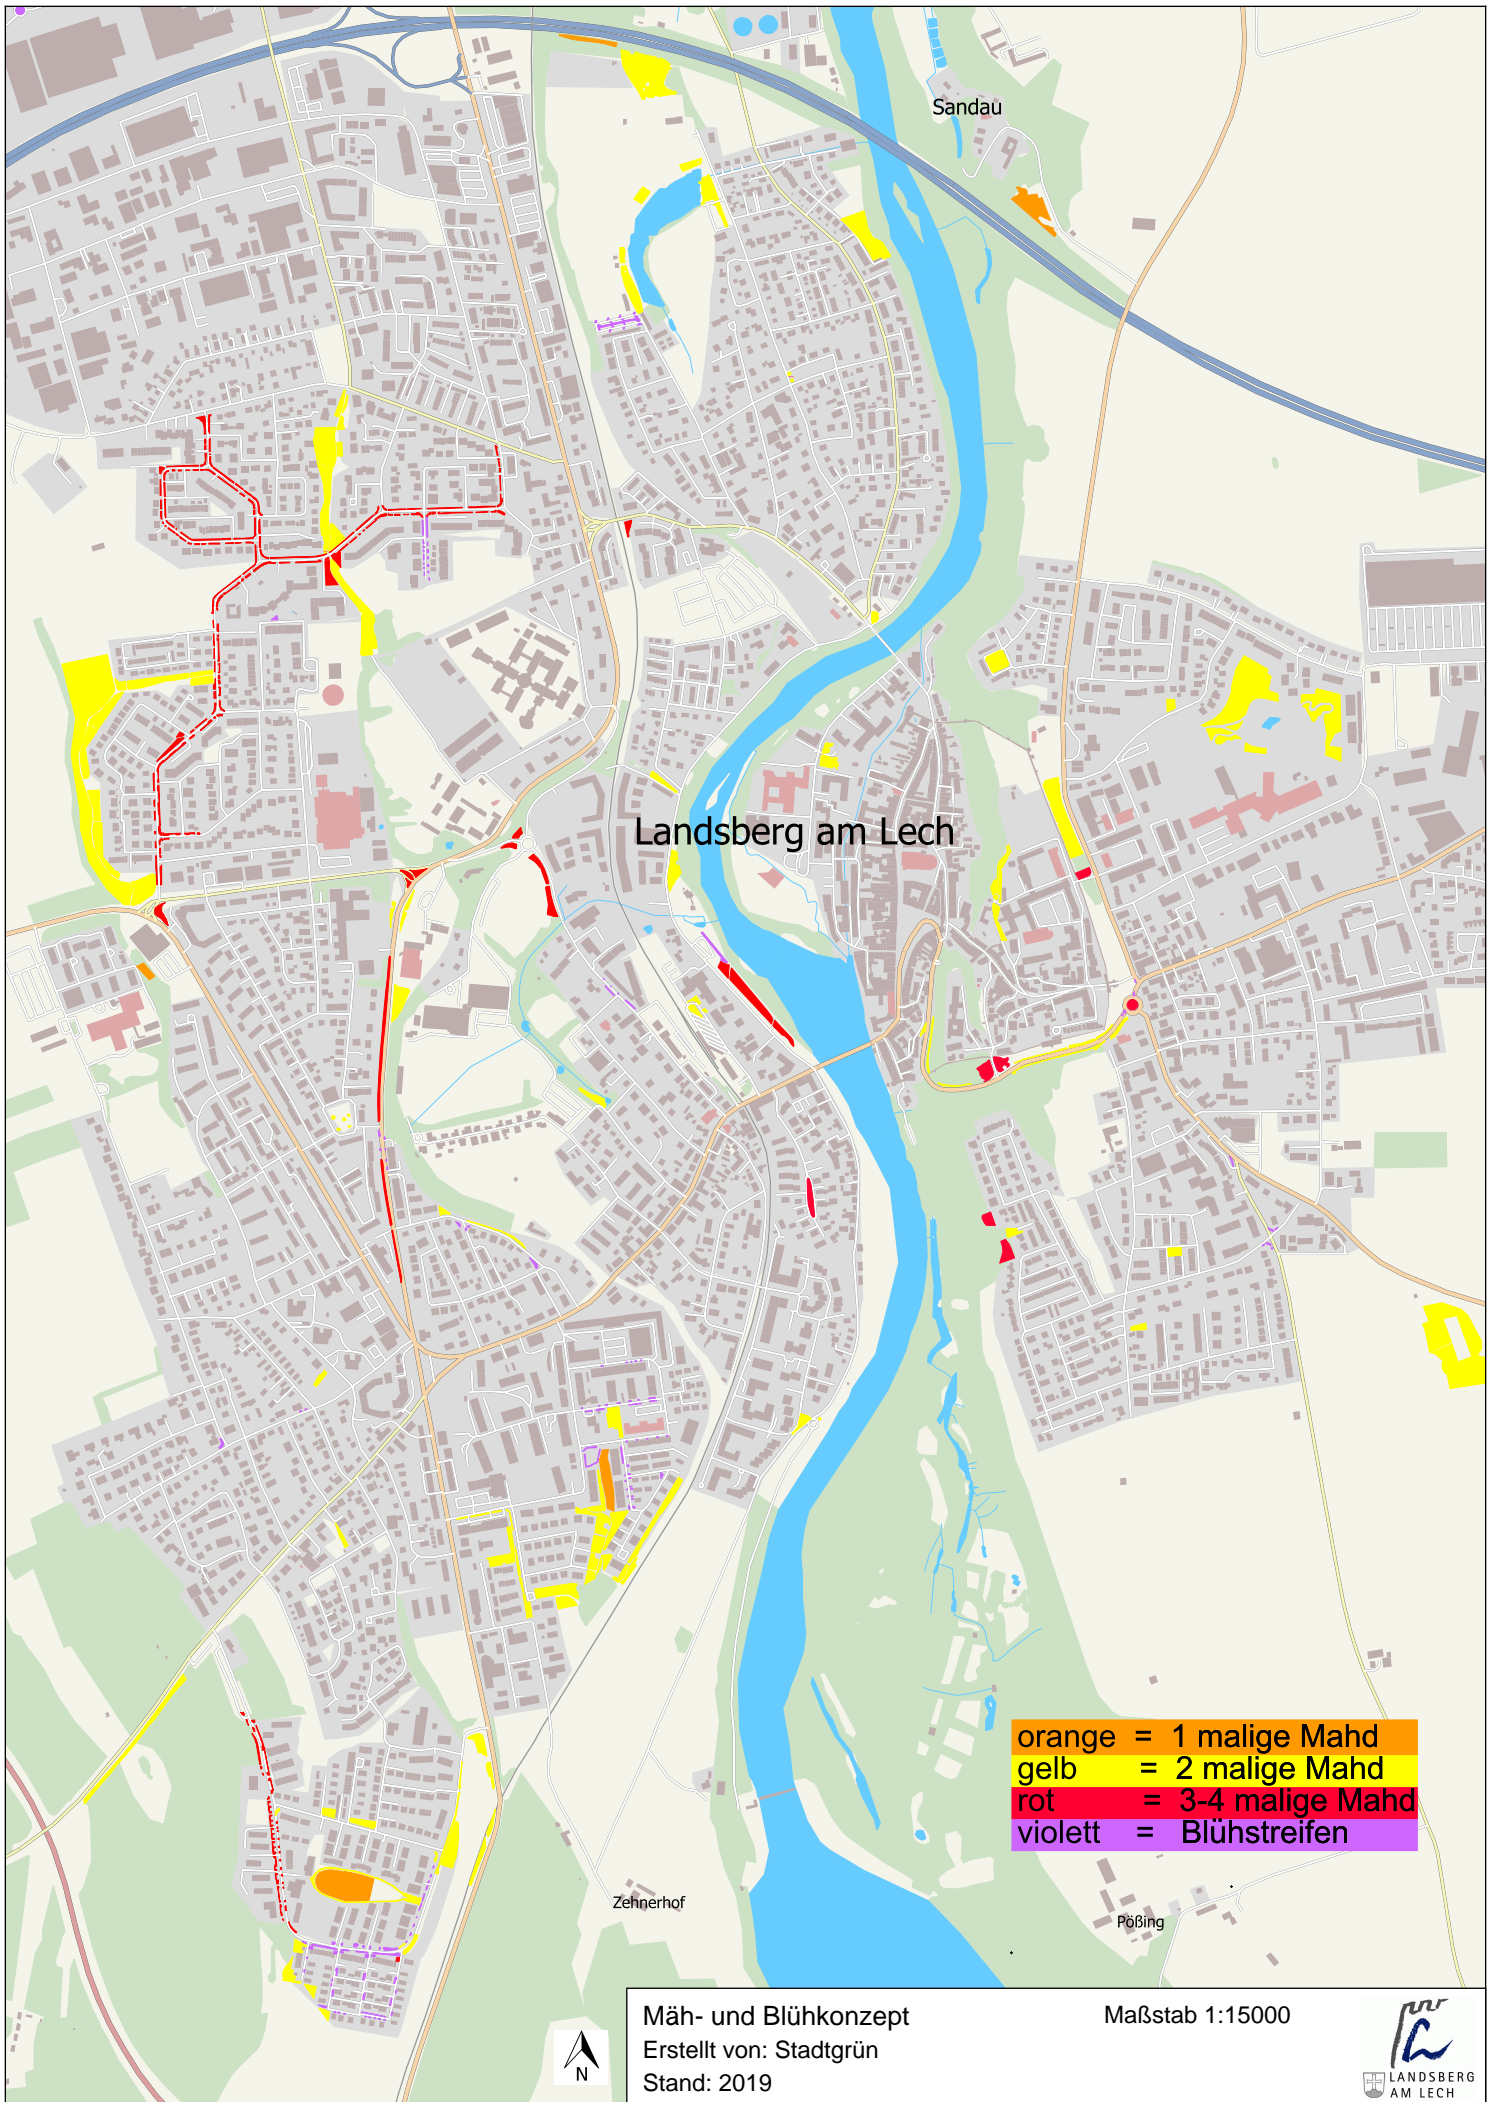 Sandau
Landsberg am Lech
orange = 1 malige Mahd
gelb = 2 malige Mahd
rot = 3-4 malige Mahd
violett = Blühstreifen
Zehnerhof
Pößing
Mäh- und Blühkonzept
Maßstab 1:15000
Erstellt von: Stadtgrün
Stand: 2019
N
LANDSBERG
AM LECH